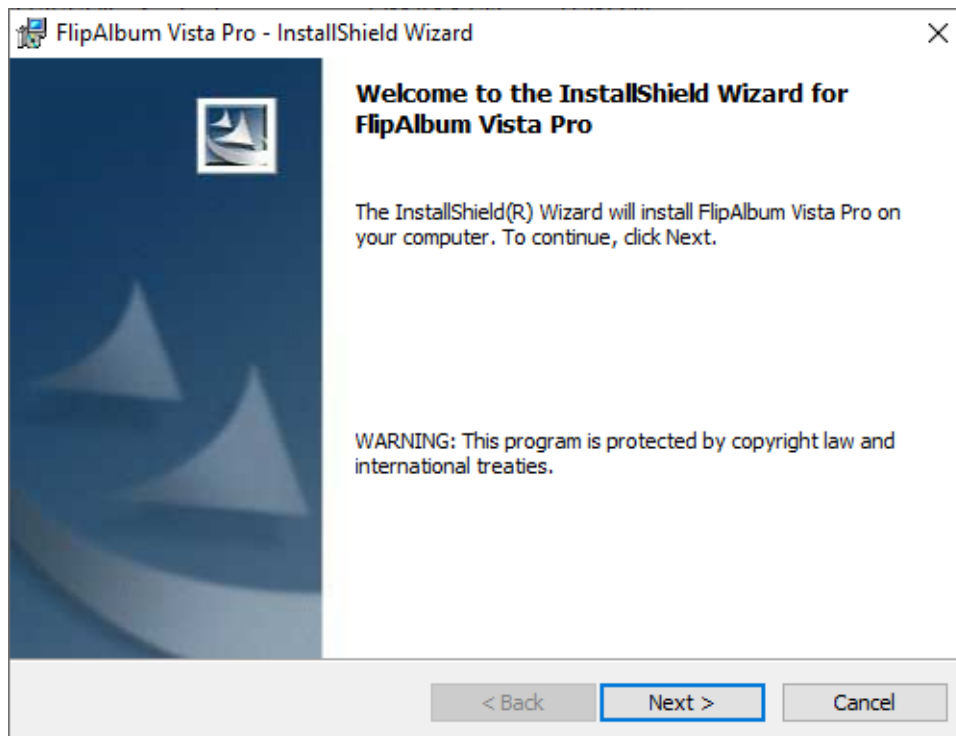 FlipAlbum Vista Pro - InstallShield Wizard
Welcome to the InstallShield Wizard for
FlipAlbum Vista Pro
The InstallShield(R) Wizard will install FlipAlbum Vista Pro on
your computer. To continue, click Next.
WARNING: This program is protected by copyright law and
international treaties.
< Back
Next >
Cancel